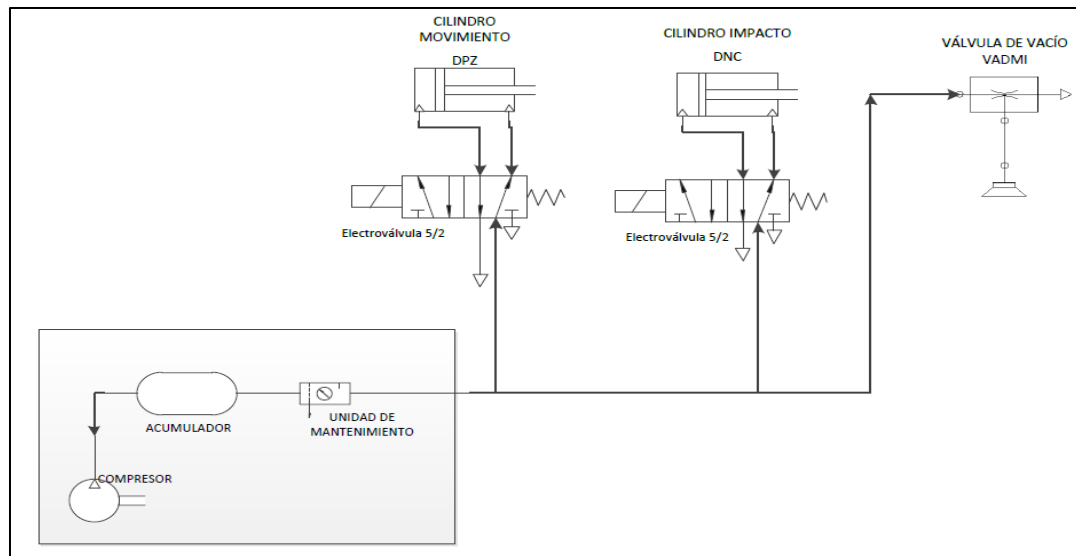 CILINDRO
MOVIMIENTO
DPZ
CILINDRO IMPACTO
DNC
VÁLVULA DE VACÍO
VADMI
Electroválvula 5/2
Electroválvula 5/2
ACUMULADOR
UNIDAD DE
MANTENIMIENTO
COMPRESOR